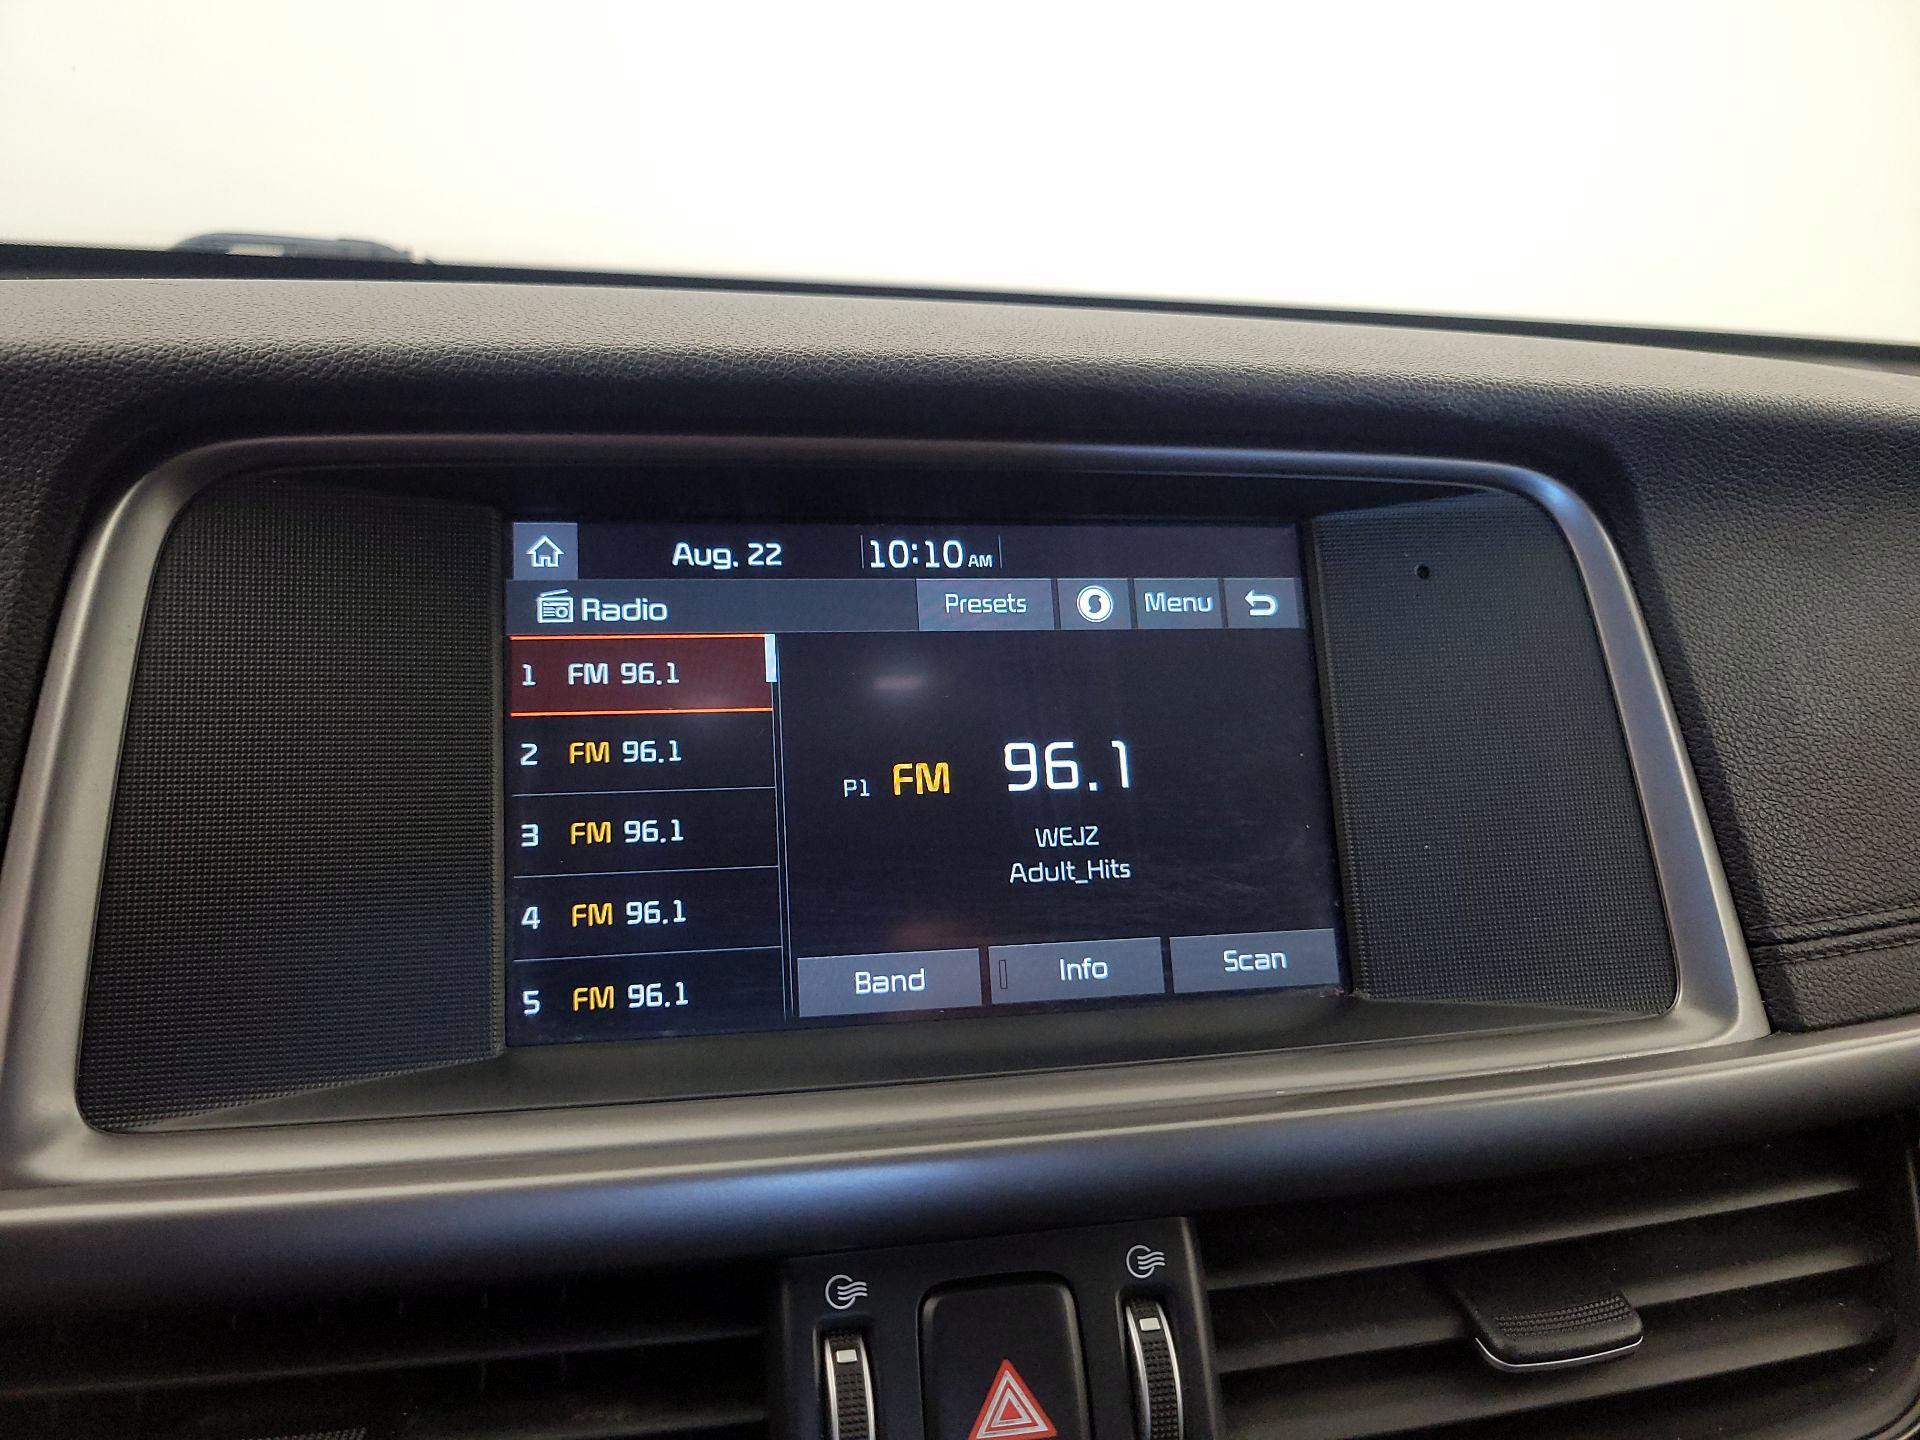 Aug. 22 10:10 AM
Radio Presets Menu
1 FM 96.1
2 FM 96.1
3 FM 96.1
4 FM 96.1
5 FM 96.1
P1 FM 96.1
WEJZ
Adult_Hits
Band Info Scan